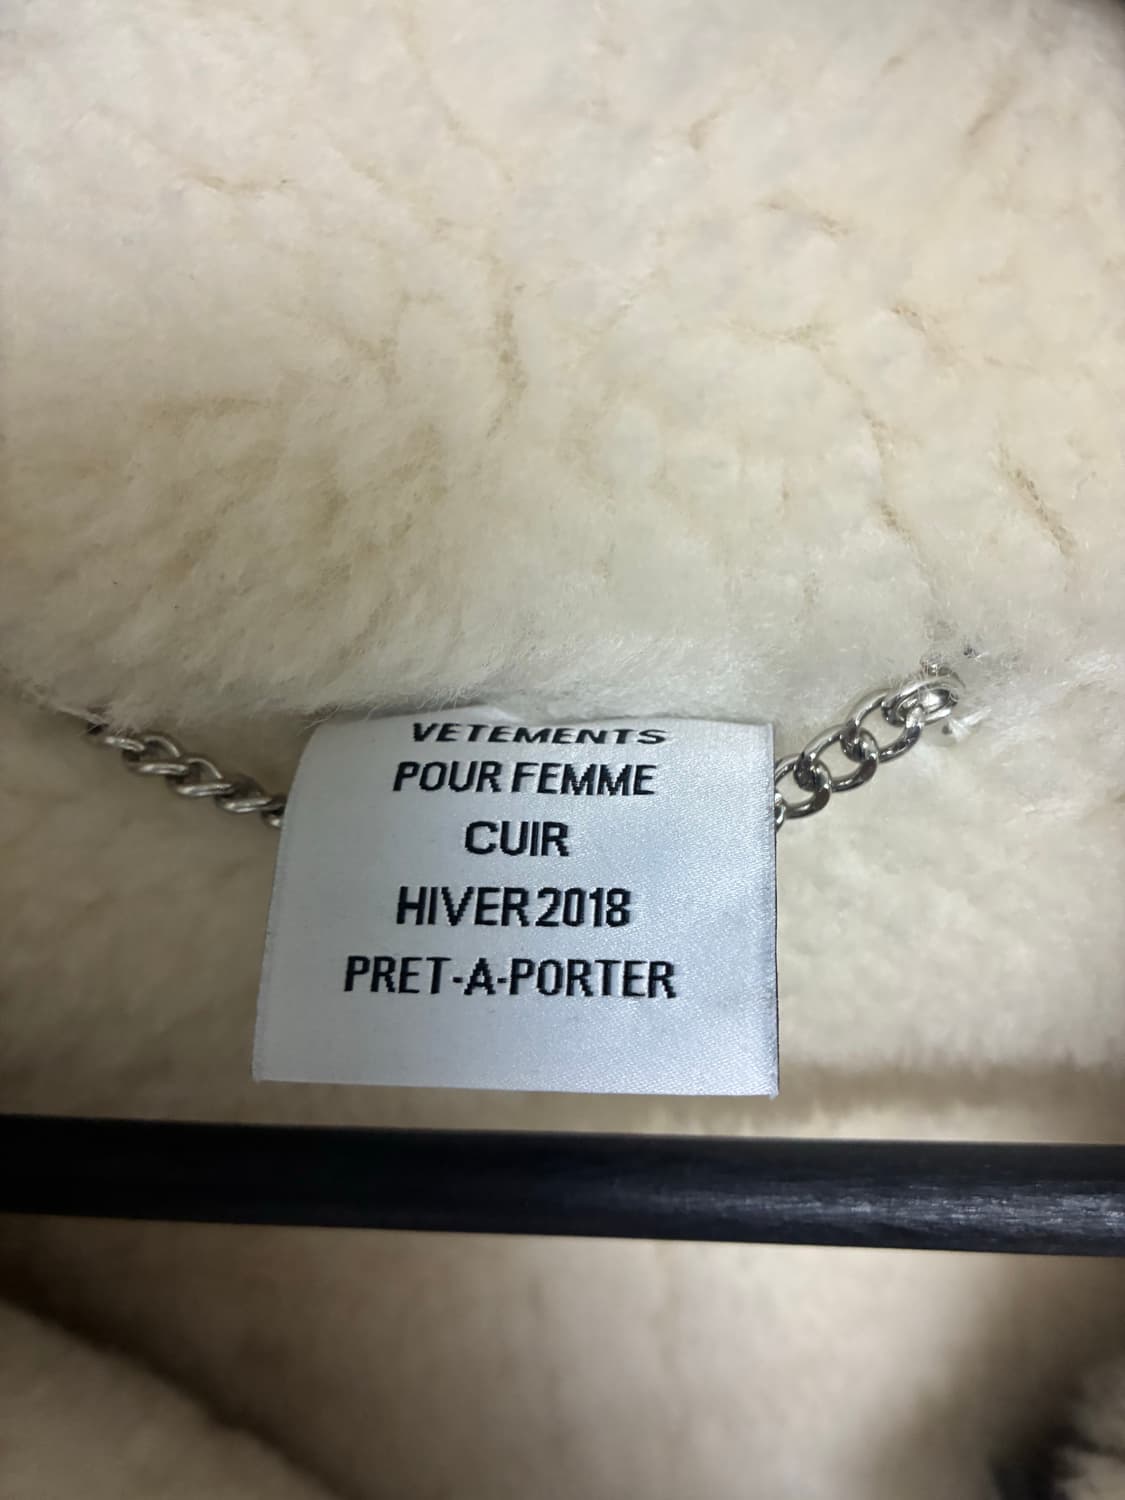 VETEMENTS
POUR FEMME
CUIR
HIVER 2018
PRET-A-PORTER